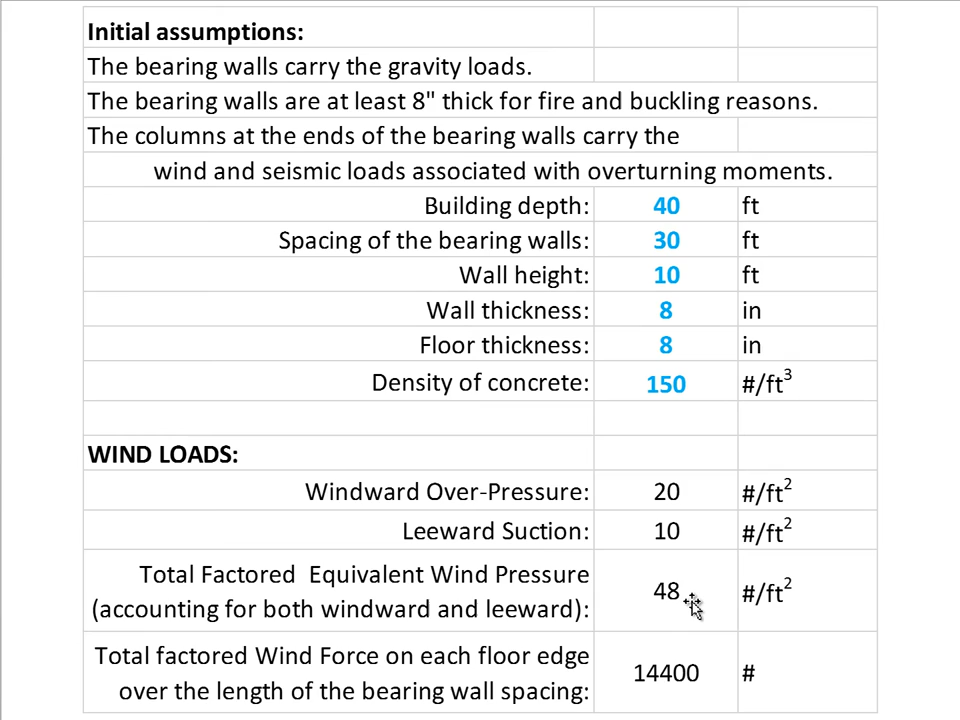 Initial assumptions:
The bearing walls carry the gravity loads.
The bearing walls are at least 8" thick for fire and buckling reasons.
The columns at the ends of the bearing walls carry the
wind and seismic loads associated with overturning moments.
Building depth: 40 ft
Spacing of the bearing walls: 30 ft
Wall height: 10 ft
Wall thickness: 8 in
Floor thickness: 8 in
Density of concrete: 150 #/ft³
WIND LOADS:
Windward Over-Pressure: 20 #/ft²
Leeward Suction: 10 #/ft²
Total Factored  Equivalent Wind Pressure
(accounting for both windward and leeward): 48 #/ft²
Total factored Wind Force on each floor edge
over the length of the bearing wall spacing: 14400 #